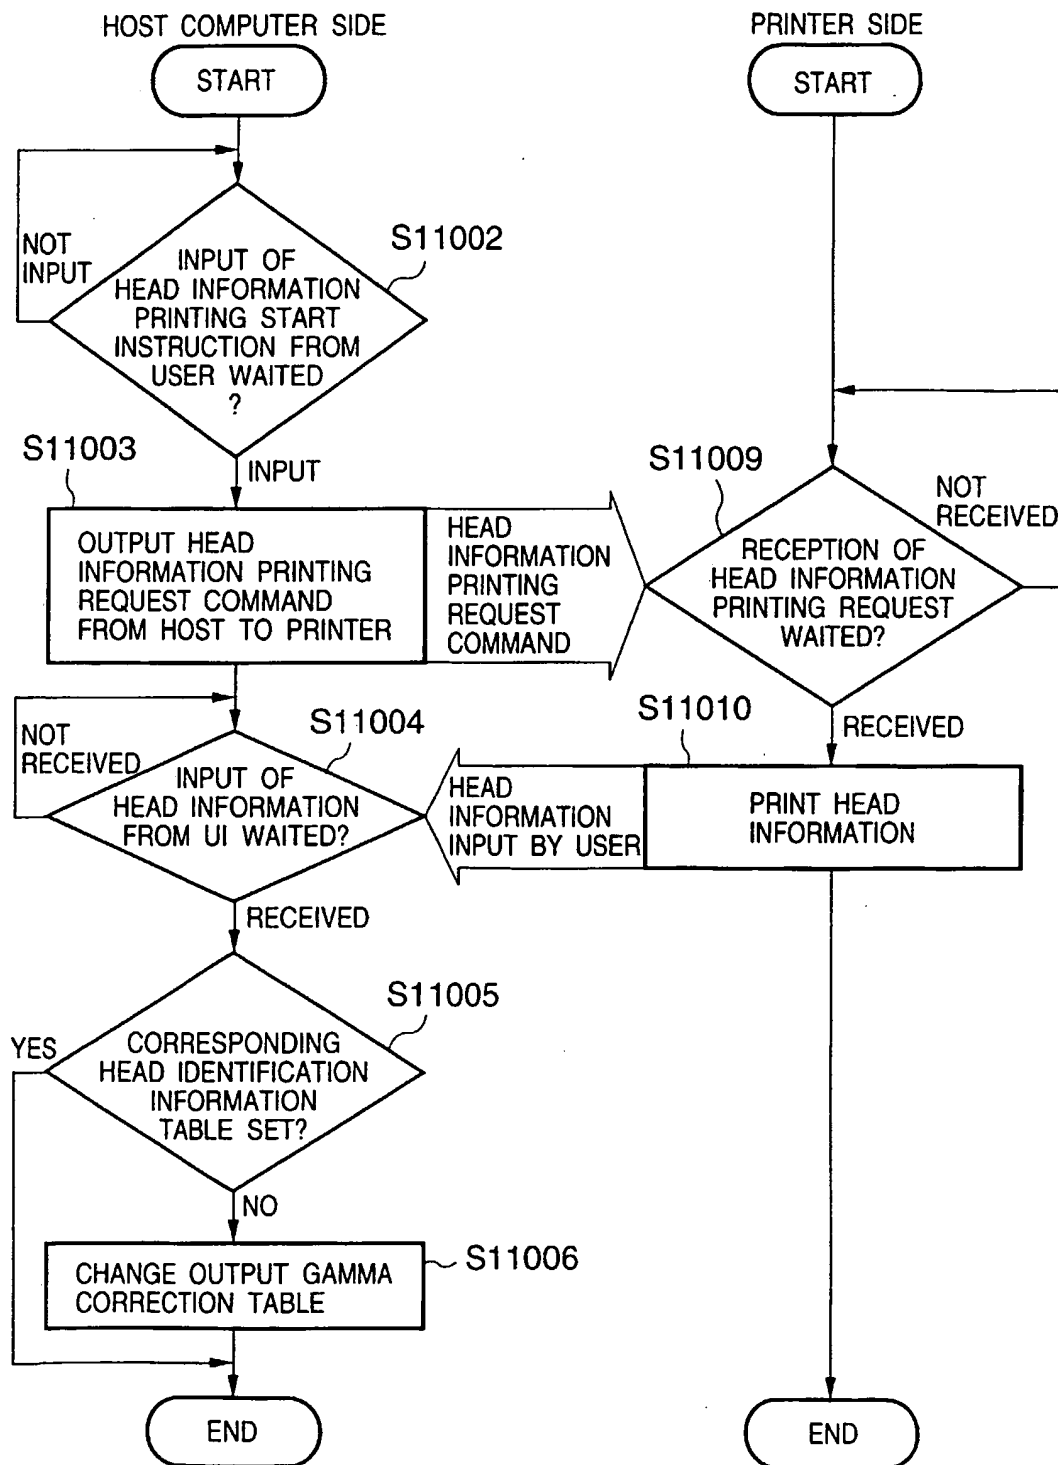 HOST COMPUTER SIDE
START
NOT
INPUT
S11002
INPUT OF
HEAD INFORMATION
PRINTING START
INSTRUCTION FROM
USER WAITED
?
INPUT
S11003
OUTPUT HEAD
INFORMATION PRINTING
REQUEST COMMAND
FROM HOST TO PRINTER
HEAD
INFORMATION
PRINTING
REQUEST
COMMAND
NOT
RECEIVED
S11004
INPUT OF
HEAD INFORMATION
FROM UI WAITED?
HEAD
INFORMATION
INPUT BY USER
RECEIVED
S11005
YES
CORRESPONDING
HEAD IDENTIFICATION
INFORMATION
TABLE SET?
NO
S11006
CHANGE OUTPUT GAMMA
CORRECTION TABLE
END
PRINTER SIDE
START
S11009
NOT
RECEIVED
RECEPTION OF
HEAD INFORMATION
PRINTING REQUEST
WAITED?
RECEIVED
S11010
PRINT HEAD
INFORMATION
END